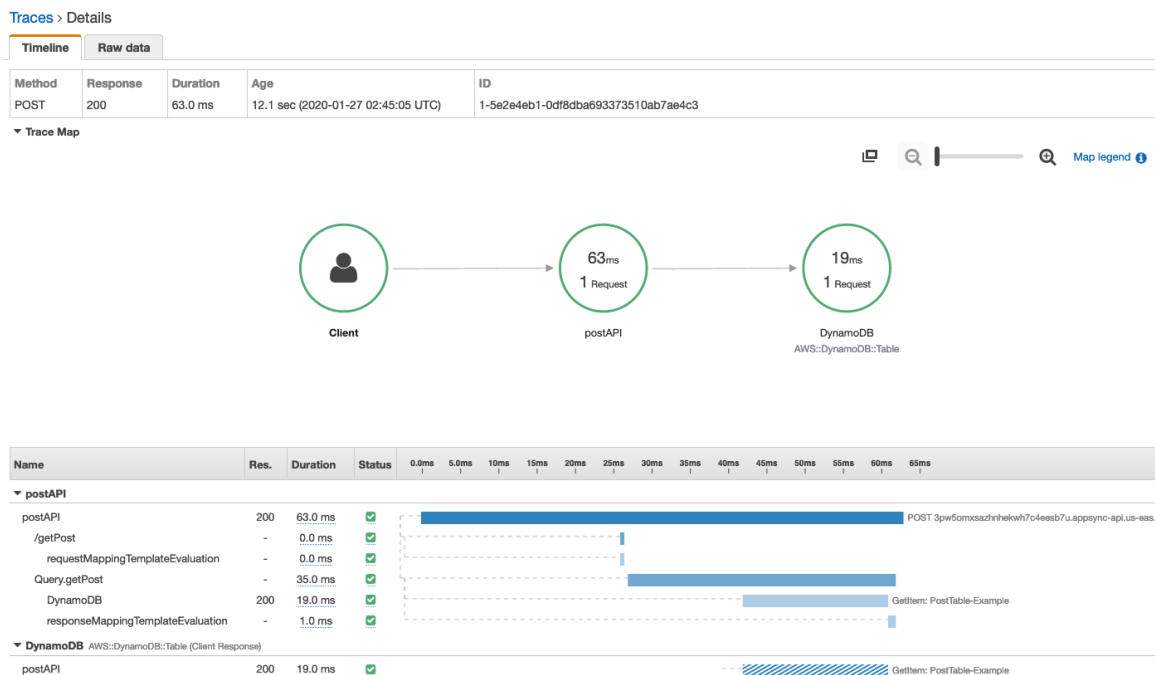 Traces > Details
Timeline Raw data
Method Response Duration Age ID
POST 200 63.0 ms 12.1 sec (2020-01-27 02:45:05 UTC) 1-5e2e4eb1-0df8dba693373510ab7ae4c3
Trace Map
Map legend
63ms
1 Request
19ms
1 Request
Client postAPI DynamoDB
AWS::DynamoDB::Table
Name Res. Duration Status 0.0ms 5.0ms 10ms 15ms 20ms 25ms 30ms 35ms 40ms 45ms 50ms 55ms 60ms 65ms
postAPI
postAPI 200 63.0 ms POST 3pw5omxsazhnhekwh7c4eesb7u.appsync-api.us-eas.
/getPost - 0.0 ms
requestMappingTemplateEvaluation - 0.0 ms
Query.getPost - 35.0 ms
DynamoDB 200 19.0 ms GetItem: PostTable-Example
responseMappingTemplateEvaluation - 1.0 ms
DynamoDB AWS::DynamoDB::Table (Client Response)
postAPI 200 19.0 ms GetItem: PostTable-Example